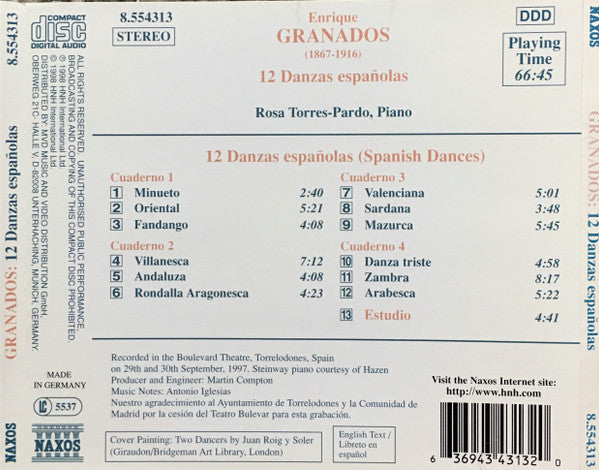 8.554313
NAXOS
GRANADOS: 12 Danzas españolas
COMPACT
disc
DIGITAL AUDIO
ALL RIGHTS RESERVED. UNAUTHORISED PUBLIC PERFORMANCE,
BROADCASTING AND COPYING OF THIS COMPACT DISC PROHIBITED.
℗ 1998 HNH International Ltd.
© 1998 HNH International Ltd.
DISTRIBUTED BY: MVD MUSIC AND VIDEO DISTRIBUTION GmbH,
OBERWEG 21C· HALLE V, D-82008 UNTERHACHING, MUNICH, GERMANY.
MADE
IN GERMANY
LC 5537
NAXOS
8.554313
STEREO
Enrique
GRANADOS
(1867-1916)
12 Danzas españolas
Rosa Torres-Pardo, Piano
DDD
Playing
Time
66:45
12 Danzas españolas (Spanish Dances)
Cuaderno 1
1 Minueto 2:40
2 Oriental 5:21
3 Fandango 4:08
Cuaderno 2
4 Villanesca 7:12
5 Andaluza 4:08
6 Rondalla Aragonesca 4:23
Cuaderno 3
7 Valenciana 5:01
8 Sardana 3:48
9 Mazurca 5:45
Cuaderno 4
10 Danza triste 4:58
11 Zambra 8:17
12 Arabesca 5:22
13 Estudio 4:41
Recorded in the Boulevard Theatre, Torrelodones, Spain
on 29th and 30th September, 1997. Steinway piano courtesy of Hazen
Producer and Engineer: Martin Compton
Music Notes: Antonio Iglesias
Nuestro agradecimiento al Ayuntamiento de Torrelodones y la Comunidad de
Madrid por la cesión del Teatro Bulevar para esta grabación.
Cover Painting: Two Dancers by Juan Roig y Soler
(Giraudon/Bridgeman Art Library, London)
English Text /
Libreto en
español
Visit the Naxos Internet site:
http://www.hnh.com
6 36943 43132 0
NAXOS
GRANADOS: 12 Danzas españolas
8.554313